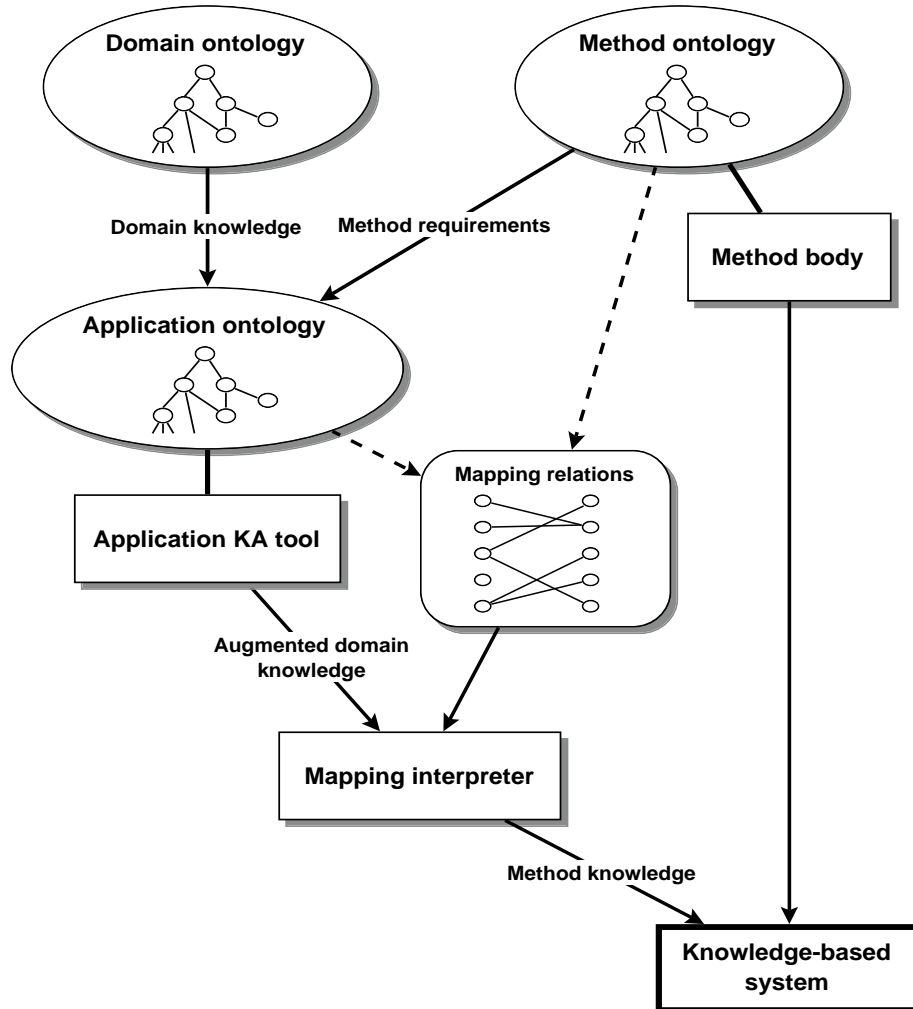 Domain ontology
Method ontology
Domain knowledge
Method requirements
Method body
Application ontology
Mapping relations
Application KA tool
Augmented domain
knowledge
Mapping interpreter
Method knowledge
Knowledge-based
system